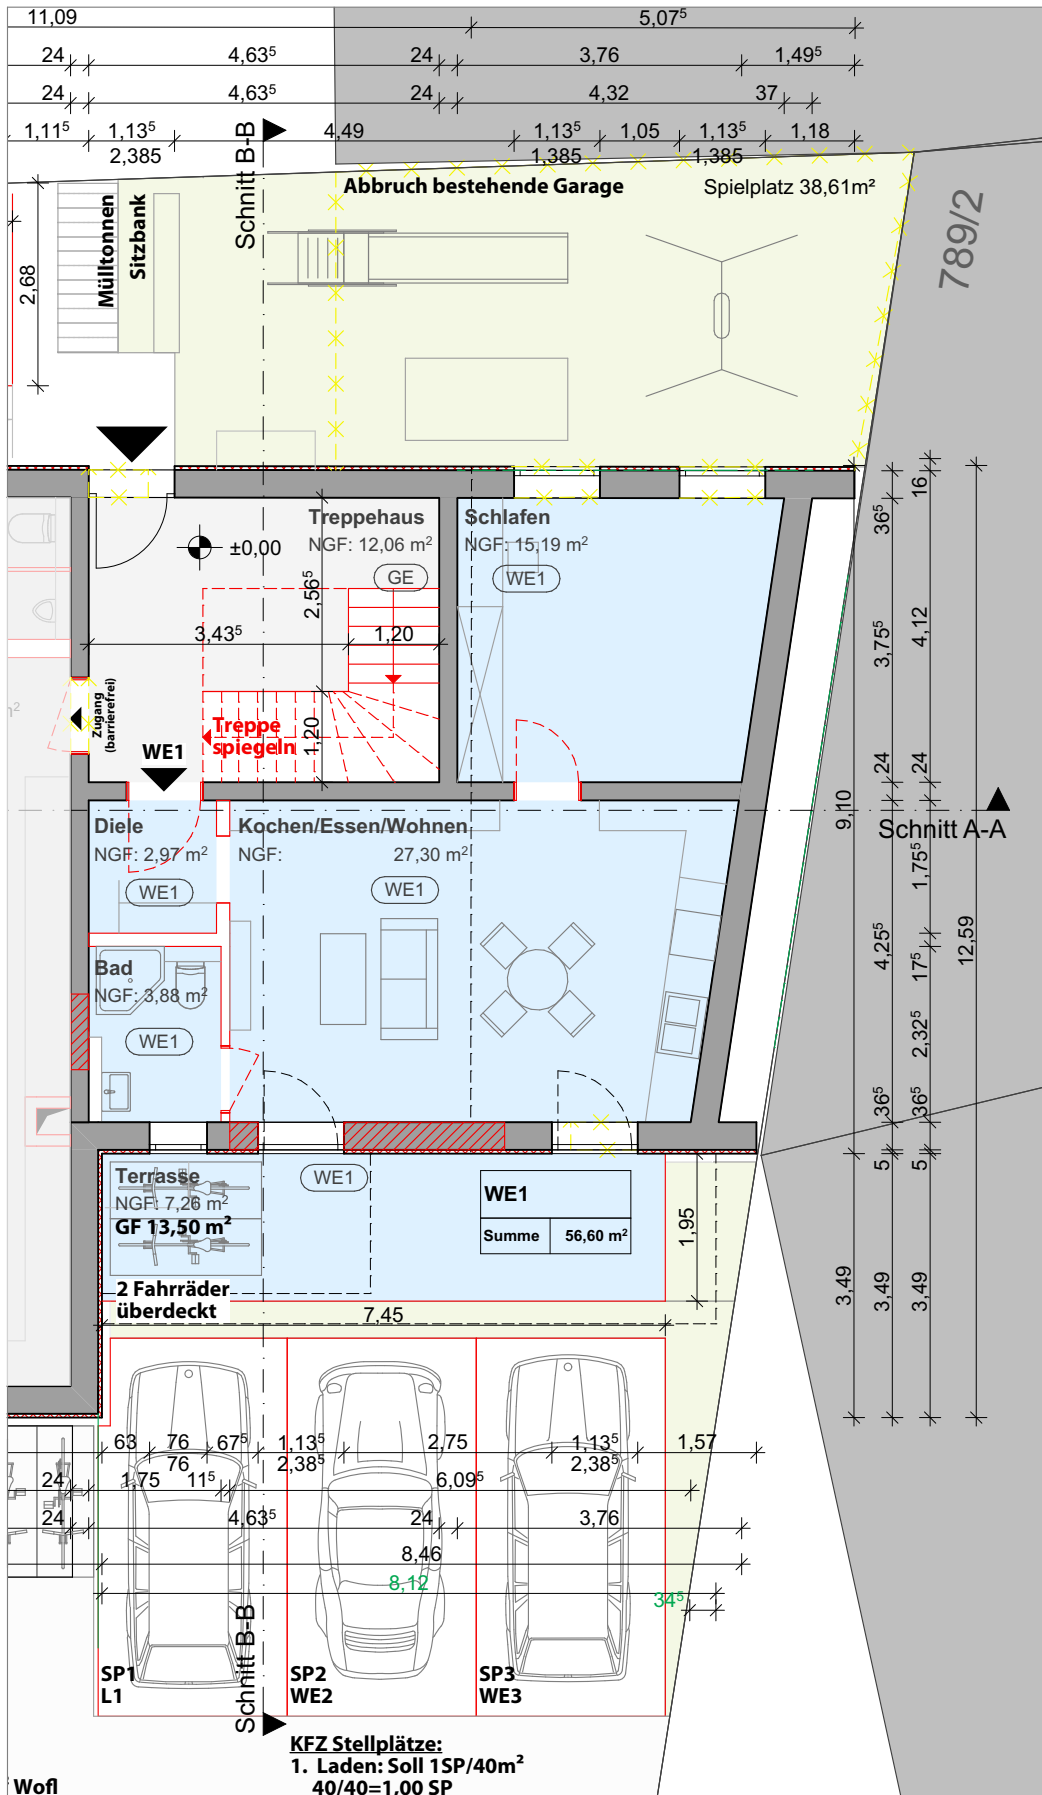 11,09 5,07⁵
24 4,63⁵ 24 3,76 1,49⁵
24 4,63⁵ 24 4,32 37
1,11⁵ 1,13⁵ 4,49 1,13⁵ 1,05 1,13⁵ 1,18
2,385 1,385 1,385
Schnitt B-B
Abbruch bestehende Garage
Spielplatz 38,61m²
789/2
Mülltonnen
Sitzbank
2,68
Treppehaus
NGF: 12,06 m²
GE
±0,00
2,56⁵
3,43⁵ 1,20
1,20
Treppe
spiegeln
Zugang
(barrierefrei)
WE1
Schlafen
NGF: 15,19 m²
WE1
Diele
NGF: 2,97 m²
WE1
Kochen/Essen/Wohnen
NGF: 27,30 m²
WE1
Bad
NGF: 3,88 m²
WE1
Schnitt A-A
16
36⁵
3,75⁵ 4,12
24 24
9,10
1,75⁵
4,25⁵ 17⁵ 12,59
2,32⁵
36⁵ 36⁵
5 5
3,49 3,49 3,49
m²
Terrasse
NGF: 7,26 m²
GF 13,50 m²
WE1
WE1
Summe 56,60 m²
1,95
2 Fahrräder
überdeckt
7,45
63 76 67⁵ 1,13⁵ 2,75 1,13⁵ 1,57
76 2,38⁵ 2,38⁵
24 1,75 11⁵ 6,09⁵
24 4,63⁵ 24 3,76
8,46
8,12
34⁵
Schnitt B-B
SP1
L1
SP2
WE2
SP3
WE3
KFZ Stellplätze:
1. Laden: Soll 1SP/40m²
40/40=1,00 SP
Wofl